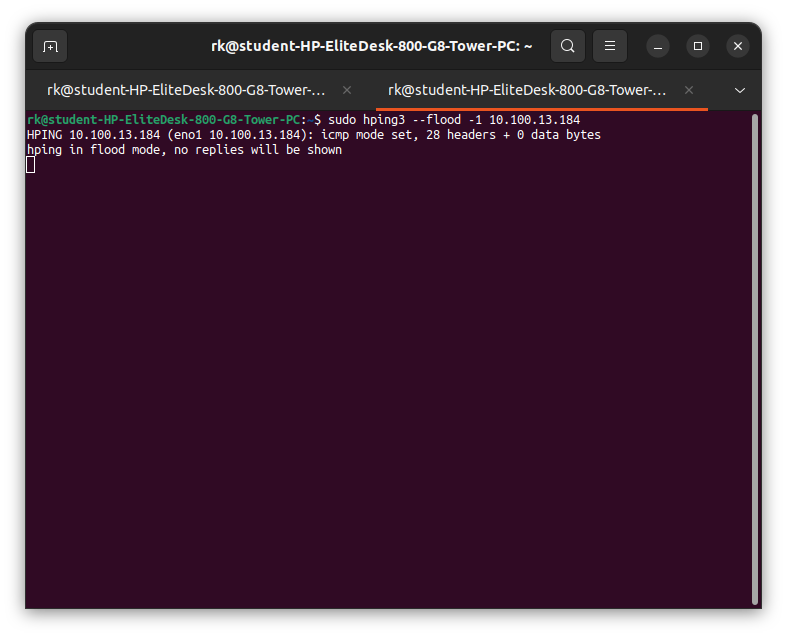 rk@student-HP-EliteDesk-800-G8-Tower-PC: ~
rk@student-HP-EliteDesk-800-G8-Tower-... rk@student-HP-EliteDesk-800-G8-Tower-...
rk@student-HP-EliteDesk-800-G8-Tower-PC:~$ sudo hping3 --flood -1 10.100.13.184
HPING 10.100.13.184 (eno1 10.100.13.184): icmp mode set, 28 headers + 0 data bytes
hping in flood mode, no replies will be shown